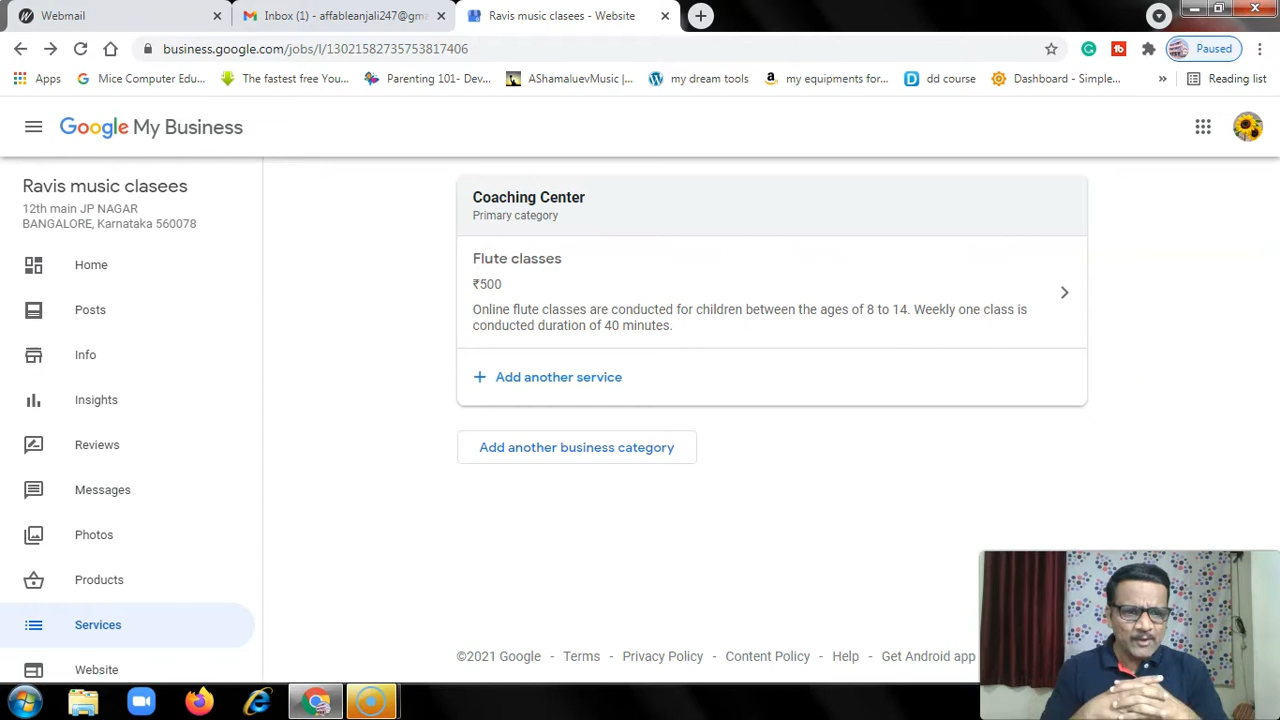 Webmail
Inbox (1) - affableanjali247@gma
Ravis music clasees - Website
business.google.com/jobs/l/13021582735753817406
Paused
Apps
Mice Computer Edu...
The fastest free You...
Parenting 101- Dev...
AShamaluevMusic |...
my dream tools
my equipments for...
dd course
Dashboard - Simple...
»
Reading list
Google My Business
Ravis music clasees
12th main JP NAGAR
BANGALORE, Karnataka 560078
Home
Posts
Info
Insights
Reviews
Messages
Photos
Products
Services
Website
Coaching Center
Primary category
Flute classes
₹500
Online flute classes are conducted for children between the ages of 8 to 14. Weekly one class is
conducted duration of 40 minutes.
+ Add another service
Add another business category
©2021 Google - Terms - Privacy Policy - Content Policy - Help - Get Android app